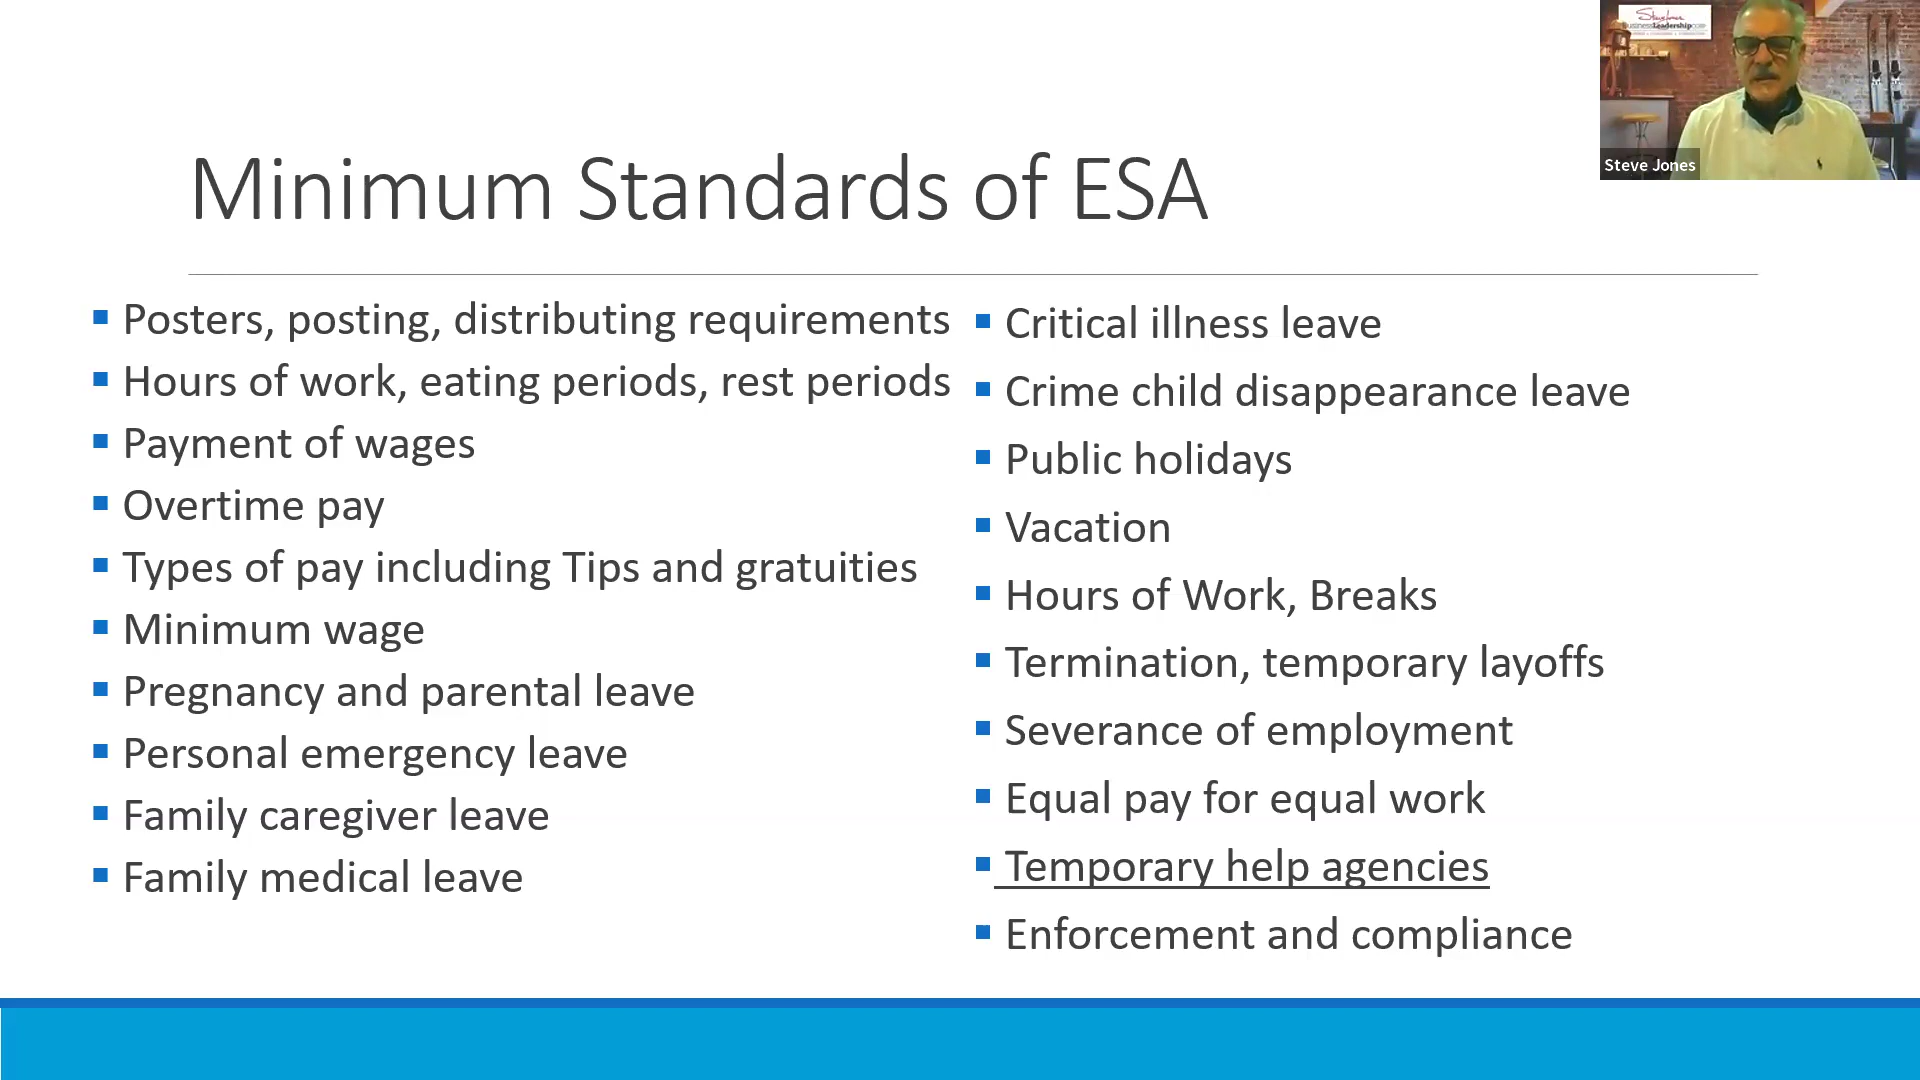 Minimum Standards of ESA
Posters, posting, distributing requirements
Hours of work, eating periods, rest periods
Payment of wages
Overtime pay
Types of pay including Tips and gratuities
Minimum wage
Pregnancy and parental leave
Personal emergency leave
Family caregiver leave
Family medical leave
Critical illness leave
Crime child disappearance leave
Public holidays
Vacation
Hours of Work, Breaks
Termination, temporary layoffs
Severance of employment
Equal pay for equal work
Temporary help agencies
Enforcement and compliance
Steve Jones